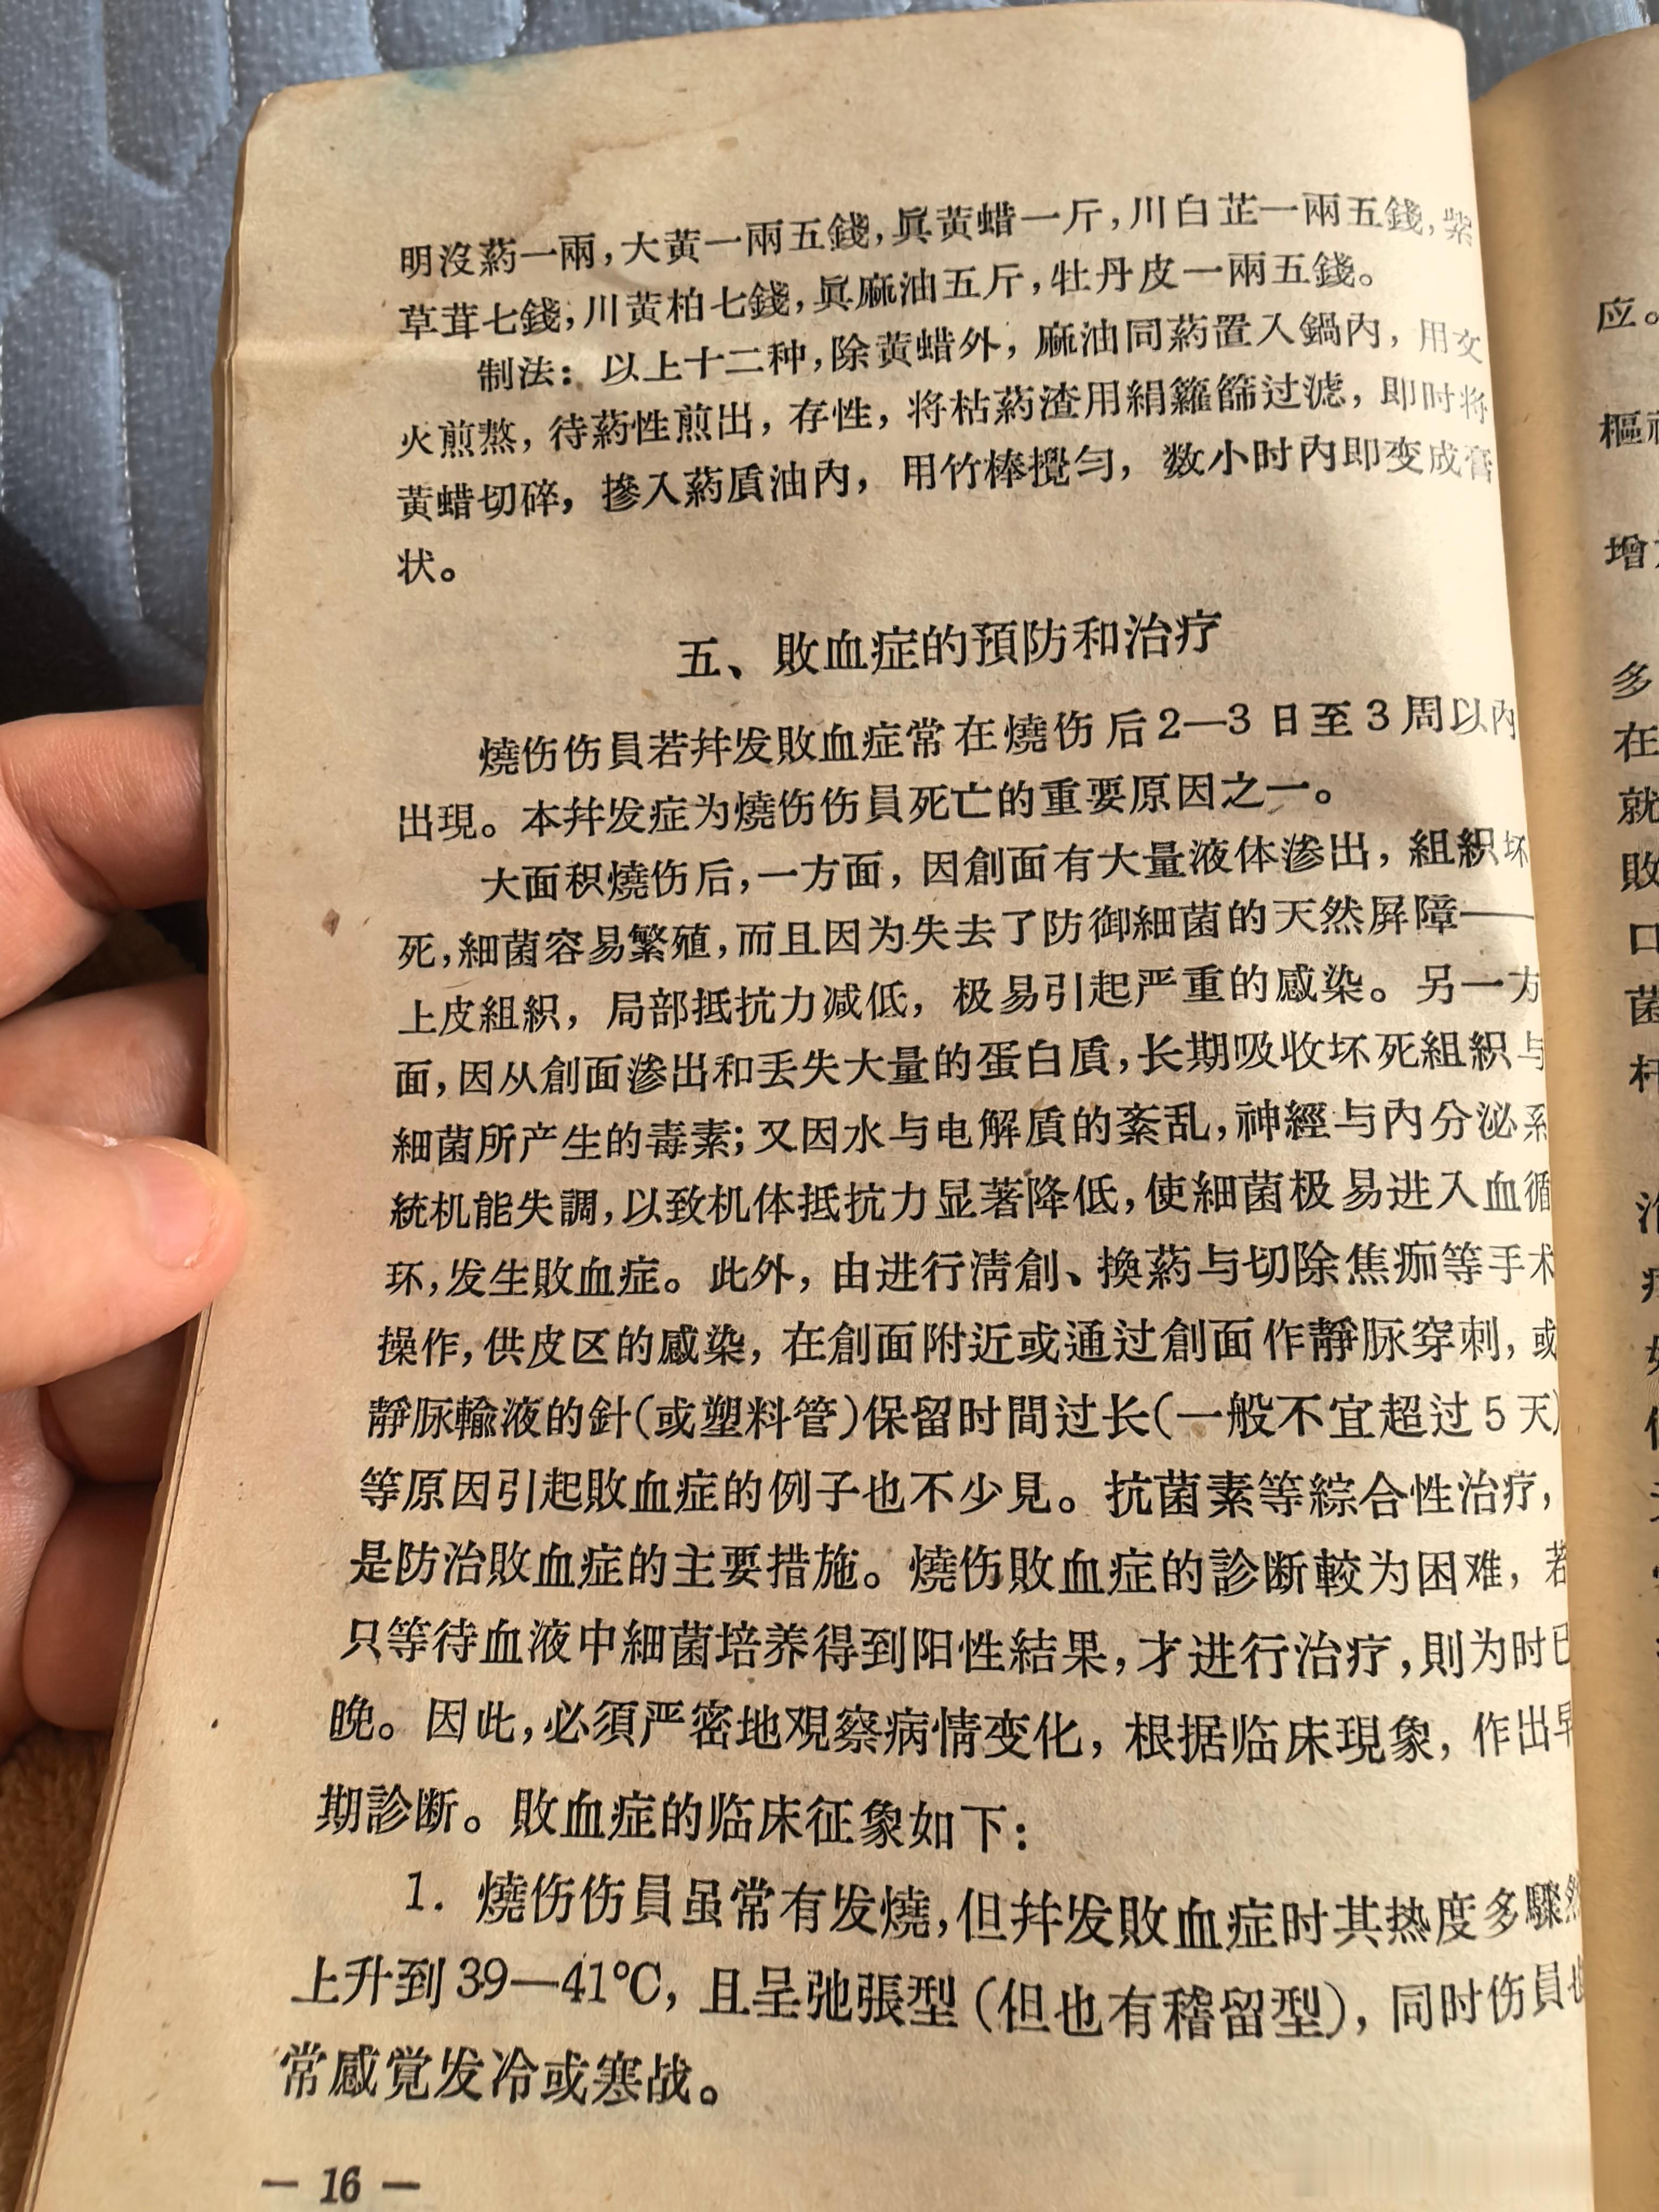 明沒葯一兩，大黄一兩五錢，眞黄蜡一斤，川白芷一兩五錢，紫
草茸七錢，川黄柏七錢，眞麻油五斤，牡丹皮一兩五錢。
制法：以上十二种，除黄蜡外，麻油同葯置入鍋內，用文
火煎熬，待葯性煎出，存性，将枯葯渣用絹籮篩过滤，即时将
黄蜡切碎，摻入葯質油內，用竹棒攪匀，数小时內即变成膏
状。
五、敗血症的預防和治疗
燒伤伤員若幷发敗血症常在燒伤后2—3日至3周以內
出現。本幷发症为燒伤伤員死亡的重要原因之一。
大面积燒伤后，一方面，因創面有大量液体渗出，組織坏
死，細菌容易繁殖，而且因为失去了防御細菌的天然屏障——
上皮組織，局部抵抗力减低，极易引起严重的感染。另一方
面，因从創面渗出和丢失大量的蛋白質，长期吸收坏死組織与
細菌所产生的毒素；又因水与电解質的紊乱，神經与內分泌系
統机能失調，以致机体抵抗力显著降低，使細菌极易进入血循
环，发生敗血症。此外，由进行清創、換葯与切除焦痂等手术
操作，供皮区的感染，在創面附近或通过創面作靜脉穿刺，或
靜脉輸液的針(或塑料管)保留时間过长(一般不宜超过5天)
等原因引起敗血症的例子也不少見。抗菌素等綜合性治疗，
是防治敗血症的主要措施。燒伤敗血症的診断較为困难，若
只等待血液中細菌培养得到阳性結果，才进行治疗，則为时已
晚。因此，必須严密地观察病情变化，根据临床現象，作出早
期診断。敗血症的临床征象如下：
1. 燒伤伤員虽常有发燒，但幷发敗血症时其热度多驟然
上升到39—41°C，且呈弛張型(但也有稽留型)，同时伤員
常感覚发冷或寒战。
— 16 —
应。
樞
增
多
在
就
敗
口
菌